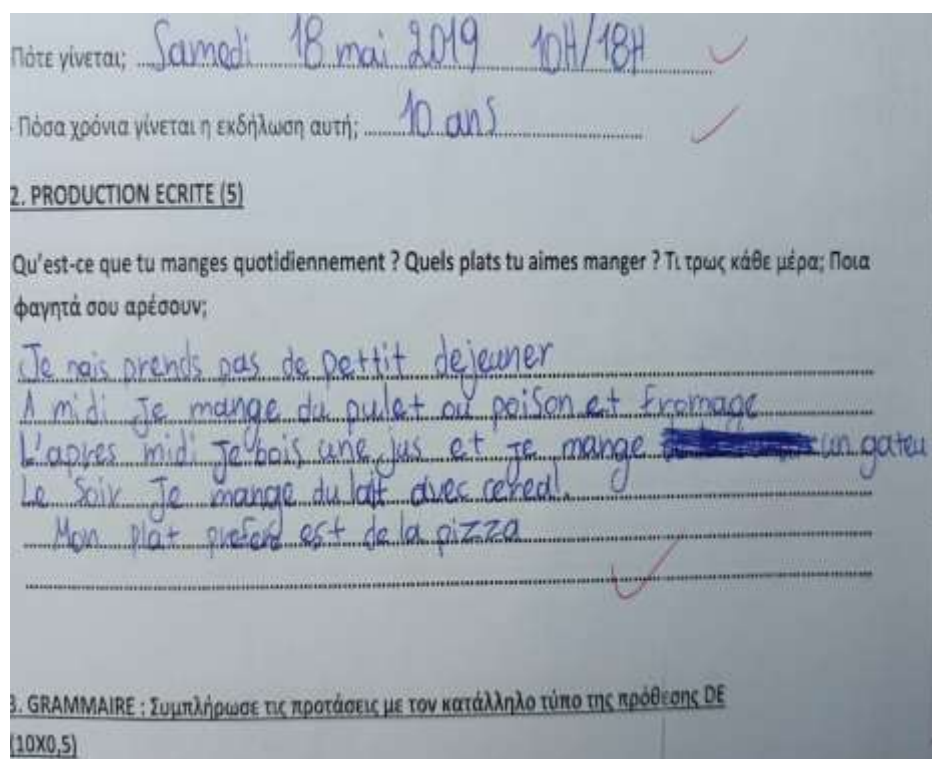 Πότε γίνεται; Samedi 18 mai 2019 10H/18H
- Πόσα χρόνια γίνεται η εκδήλωση αυτή; 10 ans
2. PRODUCTION ECRITE (5)
Qu'est-ce que tu manges quotidiennement ? Quels plats tu aimes manger ? Τι τρως κάθε μέρα; Ποια
φαγητά σου αρέσουν;
Je nais prends pas de pettit dejeuner
A midi Je mange du pulet ou poison et fromage
L'apres midi Je bois une jus et je mange un gateu
Le Soir Je mange du lait avec cereal.
Mon plat prefere est de la pizza
3. GRAMMAIRE : Συμπλήρωσε τις προτάσεις με τον κατάλληλο τύπο της πρόθεσης DE
(10X0,5)